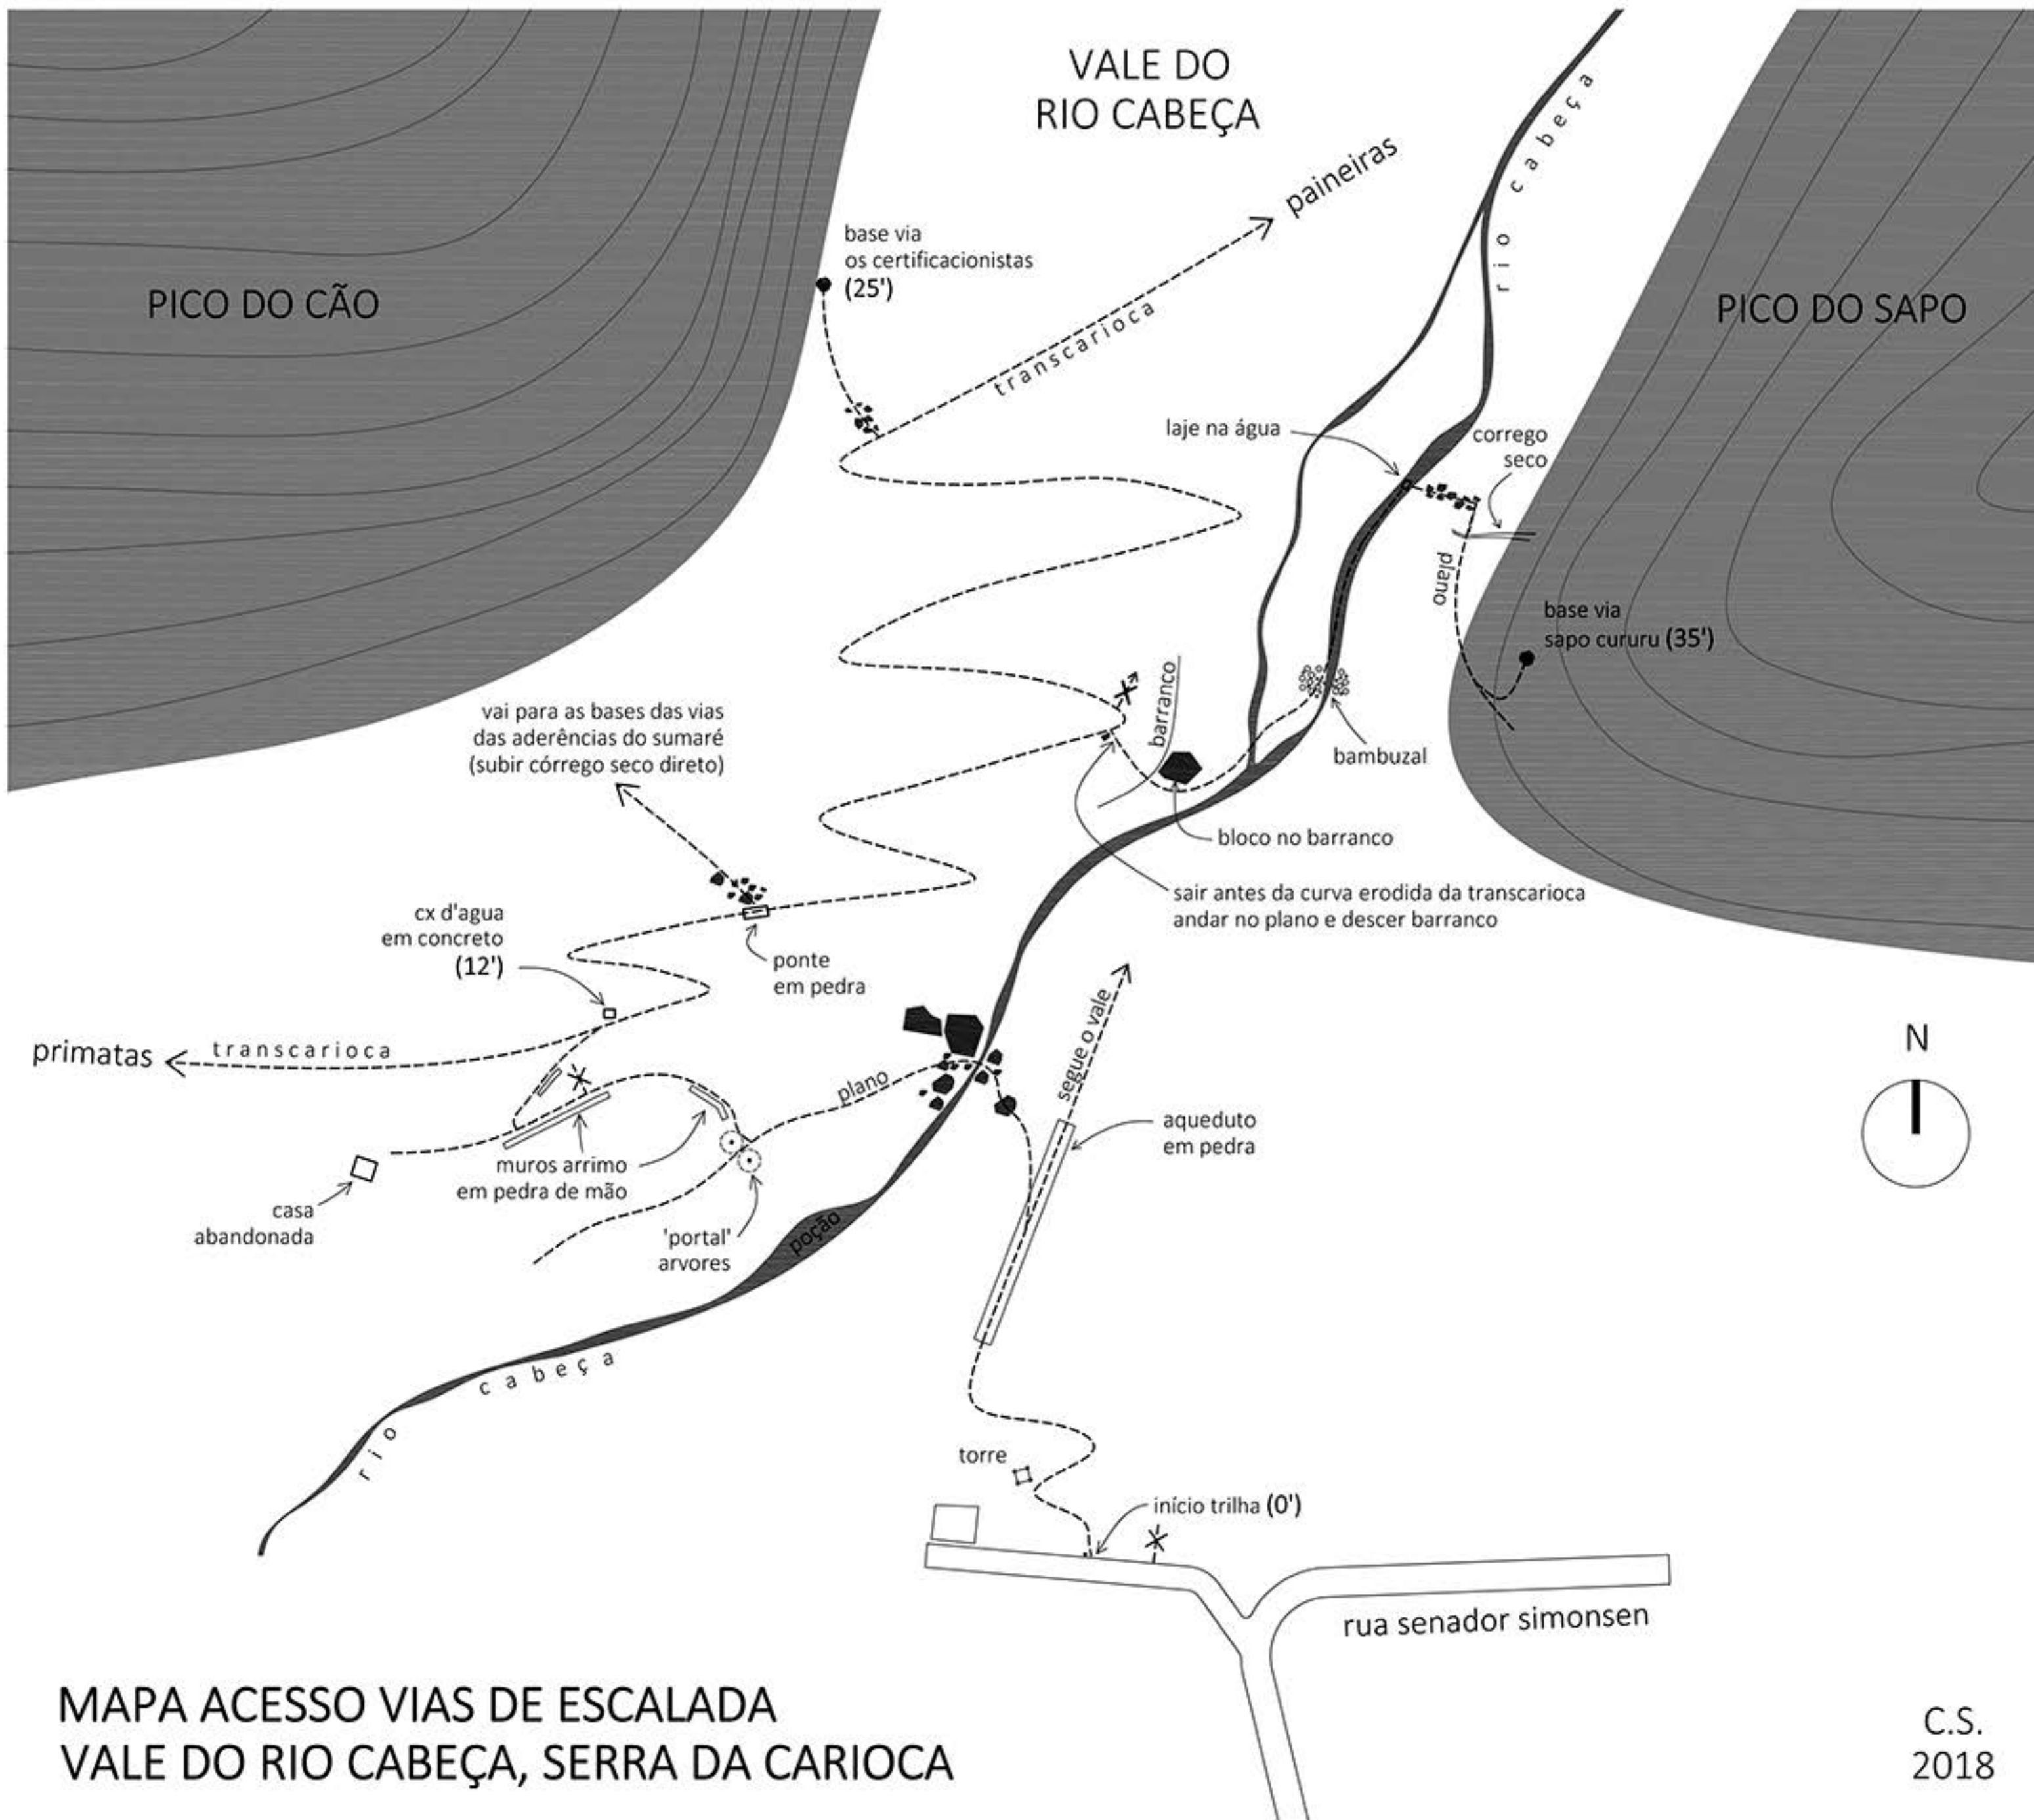 VALE DO
RIO CABEÇA
rio cabeça
paineiras
base via
os certificacionistas
(25')
transcarioca
rio
PICO DO CÃO
PICO DO SAPO
laje na água
corrego
seco
plano
base via
sapo cururu (35')
barranco
vai para as bases das vias
das aderências do sumaré
(subir córrego seco direto)
bambuzal
bloco no barranco
sair antes da curva erodida da transcarioca
andar no plano e descer barranco
cx d'agua
em concreto
(12')
ponte
em pedra
segue o vale
primatas
transcarioca
plano
N
aqueduto
em pedra
muros arrimo
em pedra de mão
casa
abandonada
'portal'
arvores
poção
rio cabeça
torre
início trilha (0')
rua senador simonsen
MAPA ACESSO VIAS DE ESCALADA
VALE DO RIO CABEÇA, SERRA DA CARIOCA
C.S.
2018